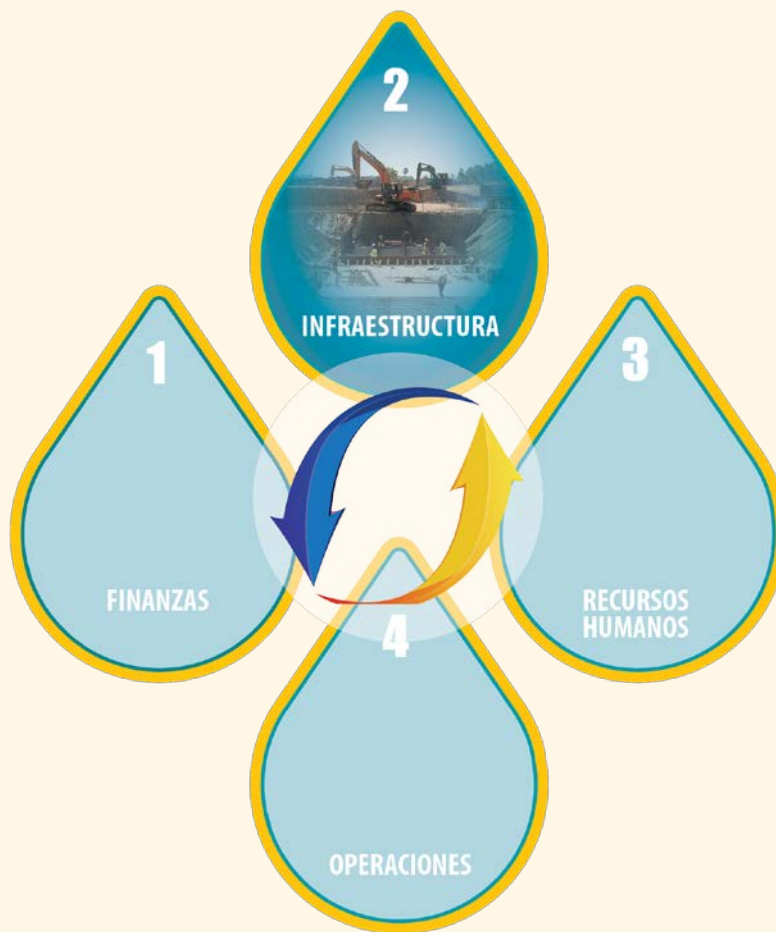 2
INFRAESTRUCTURA
1
FINANZAS
3
RECURSOS
HUMANOS
4
OPERACIONES